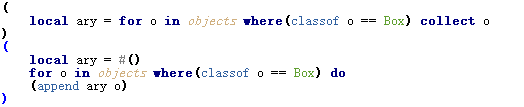 (
local ary = for o in objects where(classof o == Box) collect o
)
(
local ary = #()
for o in objects where(classof o == Box) do
(append ary o)
)